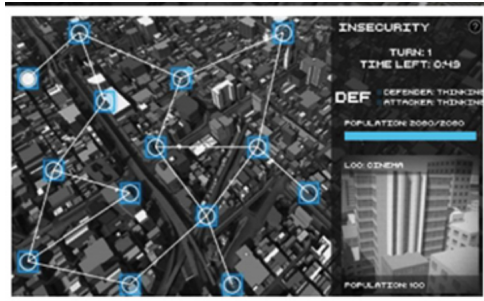 INSECURITY
?
TURN: 1
TIME LEFT: 0:49
DEF
DEFENDER: THINKING
ATTACKER: THINKING
POPULATION: 2080/2080
LOC: CINEMA
POPULATION: 100